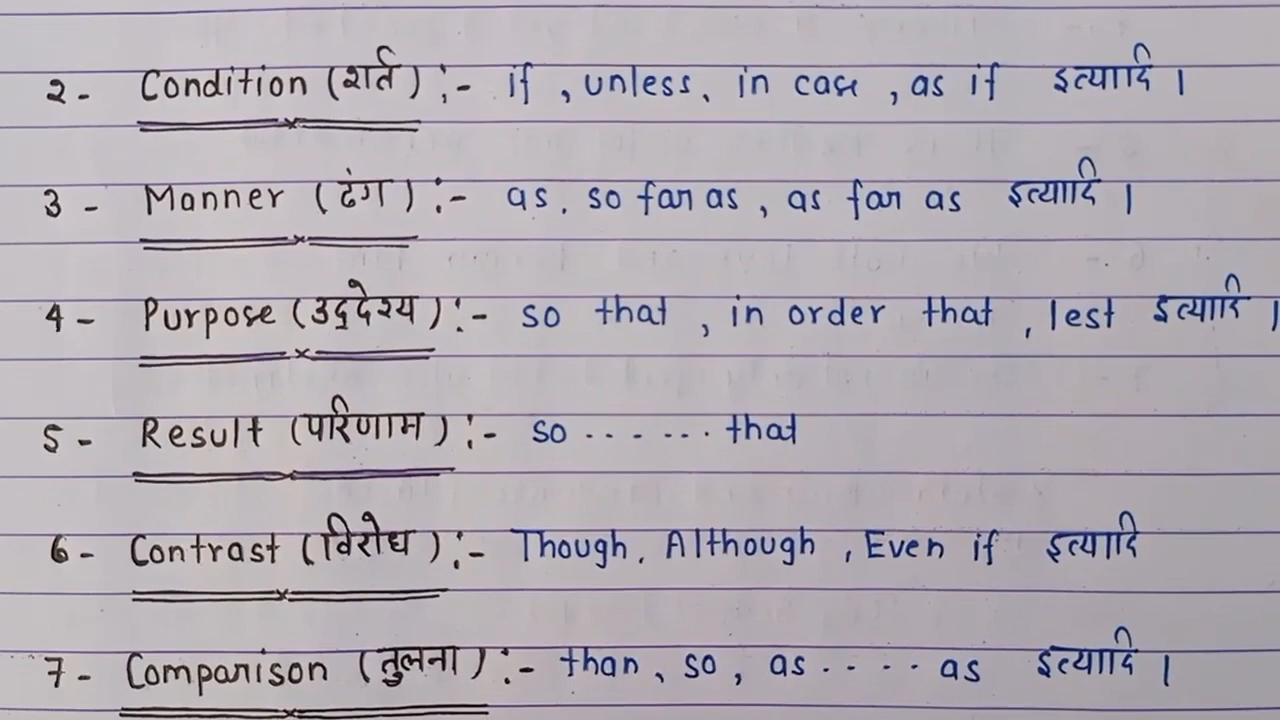 2- Condition (शर्त) :- if , unless, in case , as if इत्यादि ।
3 - Manner (ढंग) :- as, so far as , as far as इत्यादि ।
4 - Purpose (उद्देश्य) :- so that , in order that , lest इत्यादि ।
5 - Result (परिणाम) :- so ....... that
6 - Contrast (विरोध) :- Though, Although , Even if इत्यादि
7 - Comparison (तुलना) :- than, so, as ..... as इत्यादि ।